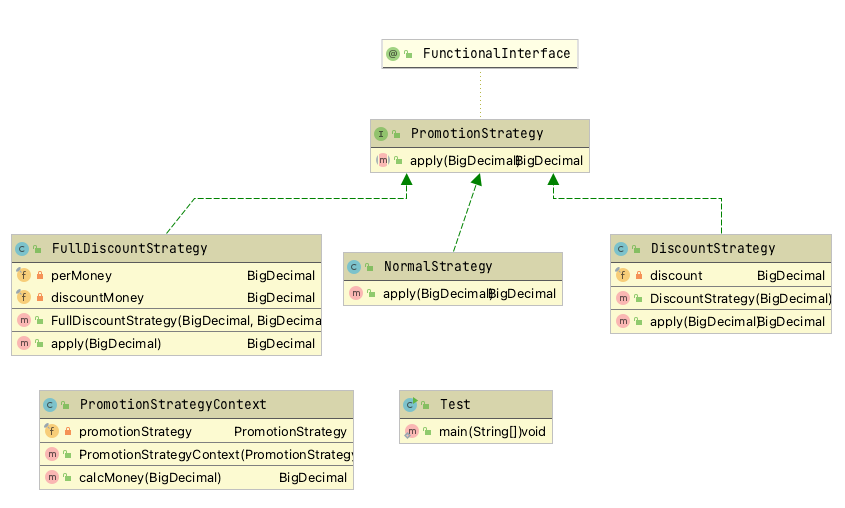 FunctionalInterface
PromotionStrategy
apply(BigDecimal) BigDecimal
FullDiscountStrategy
perMoney BigDecimal
discountMoney BigDecimal
FullDiscountStrategy(BigDecimal, BigDecima
apply(BigDecimal) BigDecimal
NormalStrategy
apply(BigDecimal) BigDecimal
DiscountStrategy
discount BigDecimal
DiscountStrategy(BigDecimal)
apply(BigDecimal) BigDecimal
PromotionStrategyContext
promotionStrategy PromotionStrategy
PromotionStrategyContext(PromotionStrategy
calcMoney(BigDecimal) BigDecimal
Test
main(String[]) void